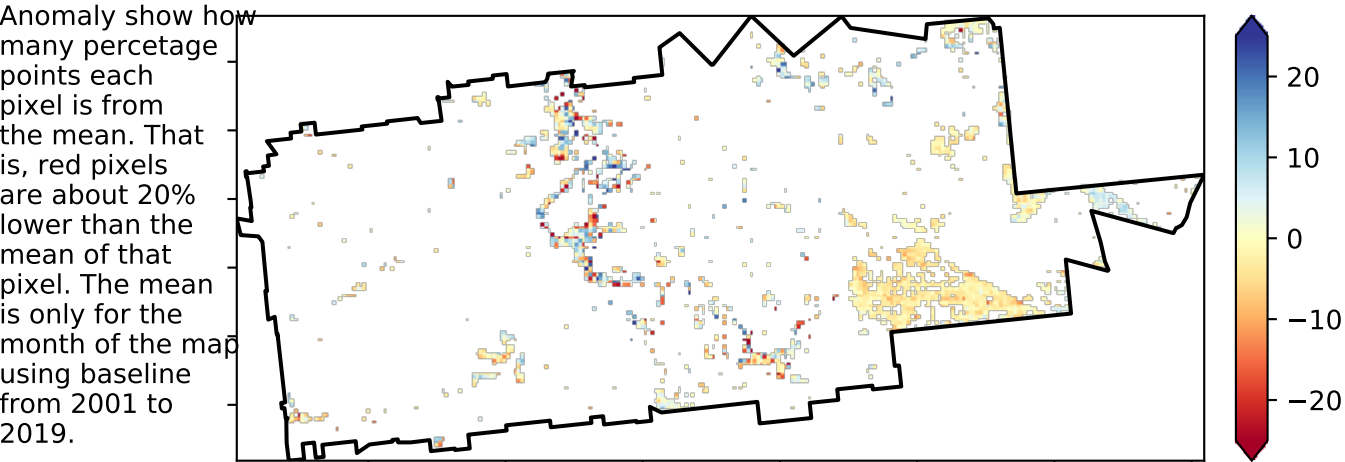 Anomaly show how
many percetage
points each
pixel is from
the mean. That
is, red pixels
are about 20%
lower than the
mean of that
pixel. The mean
is only for the
month of the map
using baseline
from 2001 to
2019.
20
10
0
−10
−20